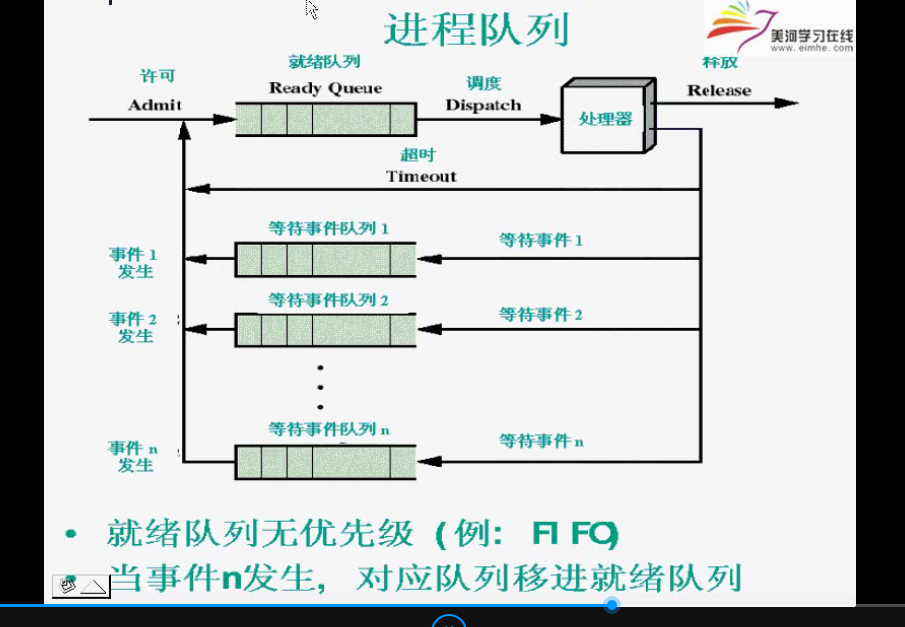 进程队列
美河学习在线
www.eimhe.com
许可
Admit
就绪队列
Ready Queue
调度
Dispatch
处理器
释放
Release
超时
Timeout
等待事件队列 1
等待事件 1
事件 1
发生
等待事件队列 2
等待事件 2
事件 2
发生
等待事件队列 n
等待事件 n
事件 n
发生
• 就绪队列无优先级（例：FIFO）
当事件n发生，对应队列移进就绪队列